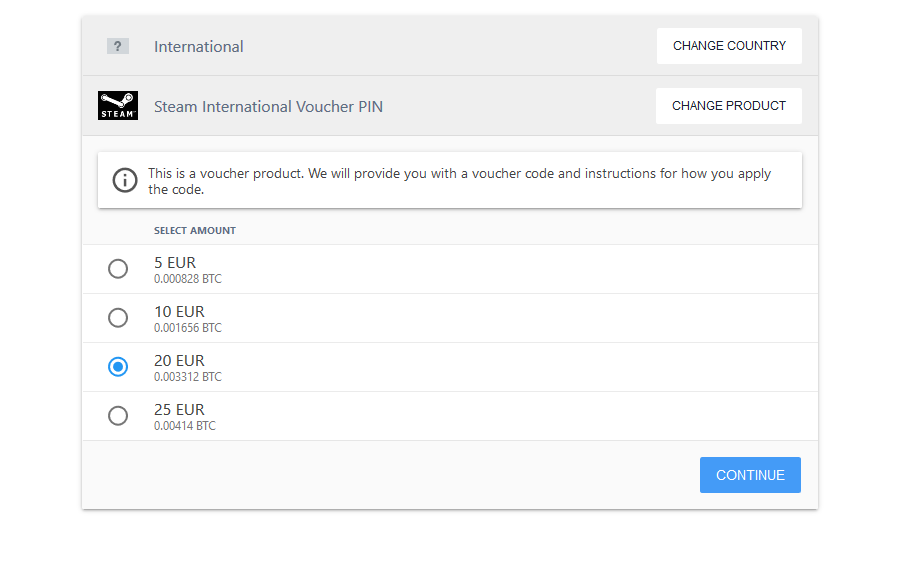 ?
International
CHANGE COUNTRY
STEAM™
Steam International Voucher PIN
CHANGE PRODUCT
This is a voucher product. We will provide you with a voucher code and instructions for how you apply
the code.
SELECT AMOUNT
5 EUR
0.000828 BTC
10 EUR
0.001656 BTC
20 EUR
0.003312 BTC
25 EUR
0.00414 BTC
CONTINUE